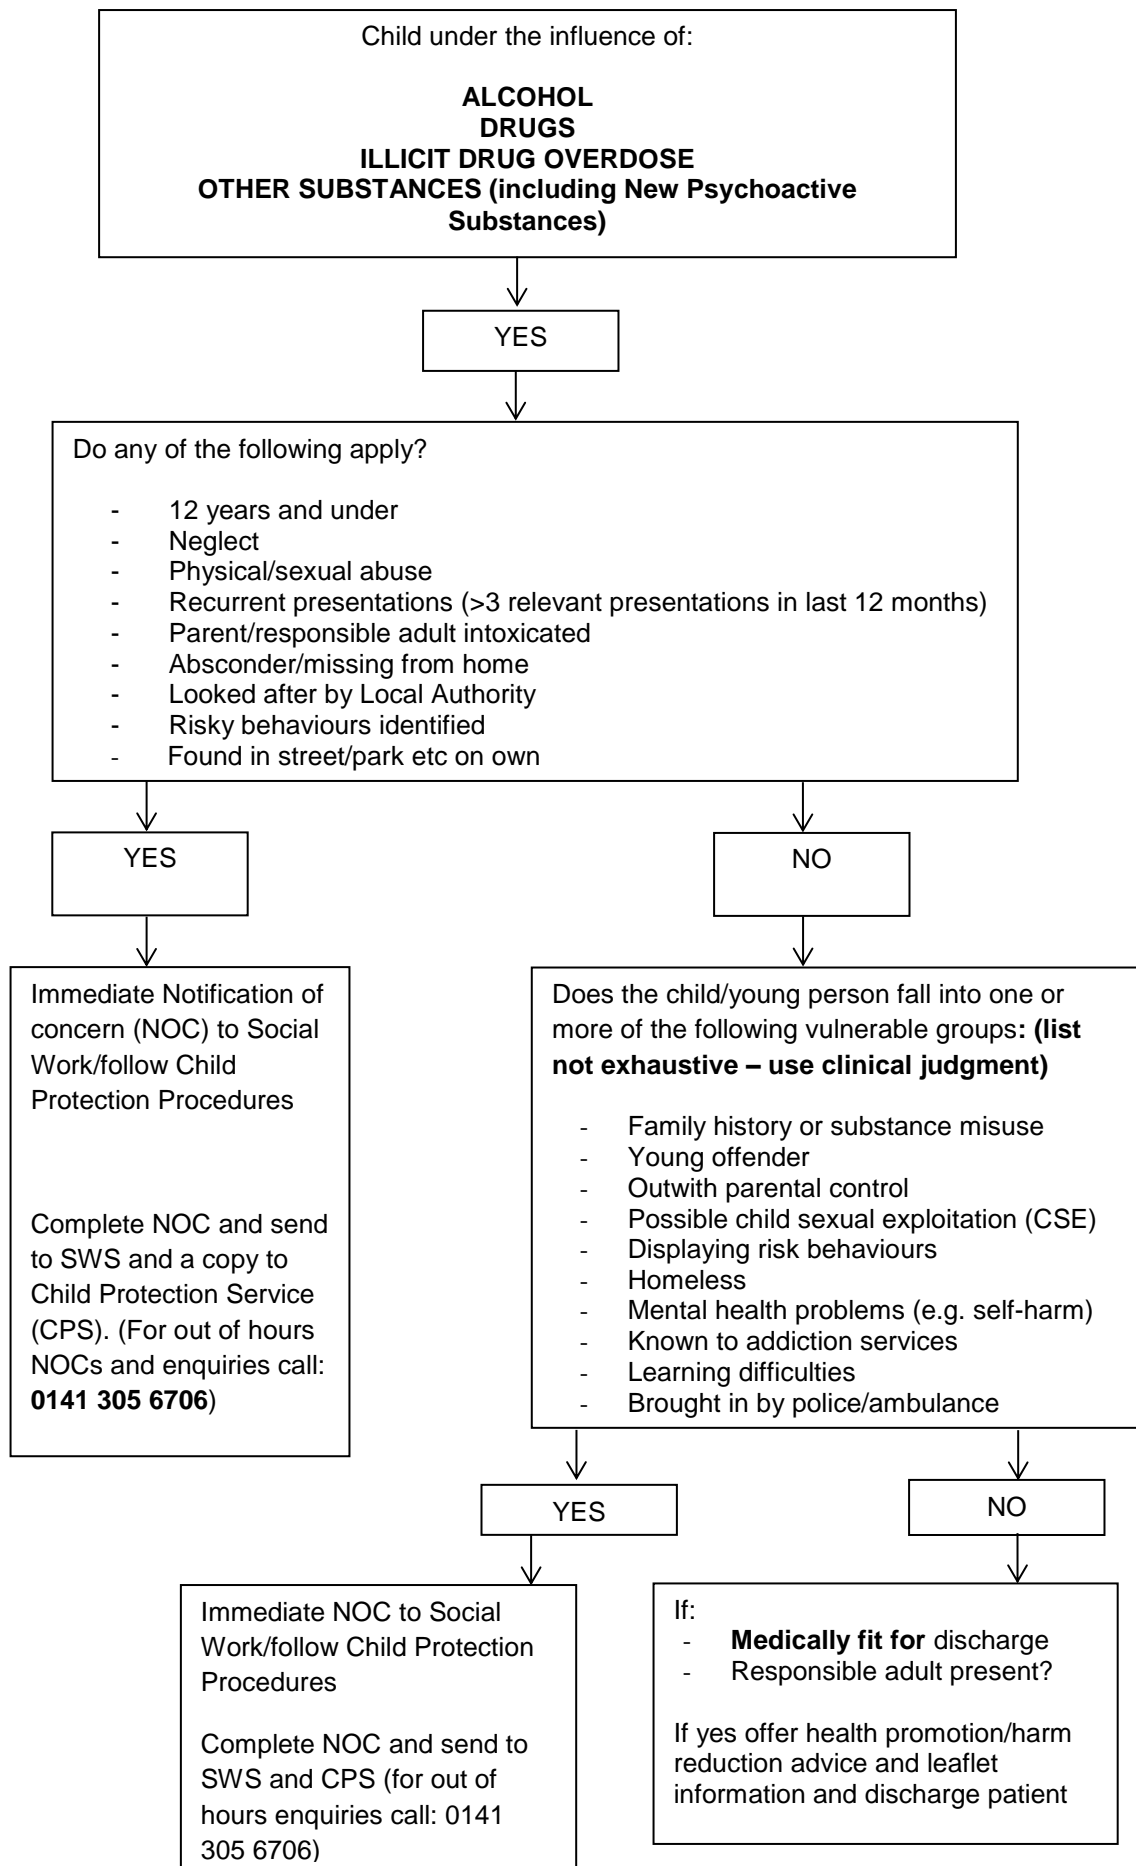 Child under the influence of:
ALCOHOL
DRUGS
ILLICIT DRUG OVERDOSE
OTHER SUBSTANCES (including New Psychoactive
Substances)
YES
Do any of the following apply?
- 12 years and under
- Neglect
- Physical/sexual abuse
- Recurrent presentations (>3 relevant presentations in last 12 months)
- Parent/responsible adult intoxicated
- Absconder/missing from home
- Looked after by Local Authority
- Risky behaviours identified
- Found in street/park etc on own
YES
NO
Immediate Notification of
concern (NOC) to Social
Work/follow Child
Protection Procedures
Complete NOC and send
to SWS and a copy to
Child Protection Service
(CPS). (For out of hours
NOCs and enquiries call:
0141 305 6706)
Does the child/young person fall into one or
more of the following vulnerable groups: (list
not exhaustive – use clinical judgment)
- Family history or substance misuse
- Young offender
- Outwith parental control
- Possible child sexual exploitation (CSE)
- Displaying risk behaviours
- Homeless
- Mental health problems (e.g. self-harm)
- Known to addiction services
- Learning difficulties
- Brought in by police/ambulance
YES
NO
Immediate NOC to Social
Work/follow Child Protection
Procedures
Complete NOC and send to
SWS and CPS (for out of
hours enquiries call: 0141
305 6706)
If:
- Medically fit for discharge
- Responsible adult present?
If yes offer health promotion/harm
reduction advice and leaflet
information and discharge patient